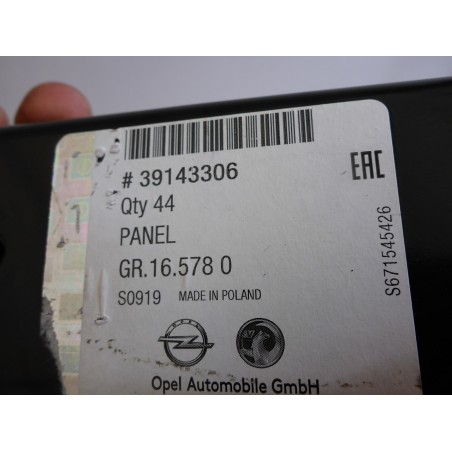 # 39143306
Qty 44
PANEL
GR.16.578 0
S0919 MADE IN POLAND
Opel Automobile GmbH
EAC
S671545426